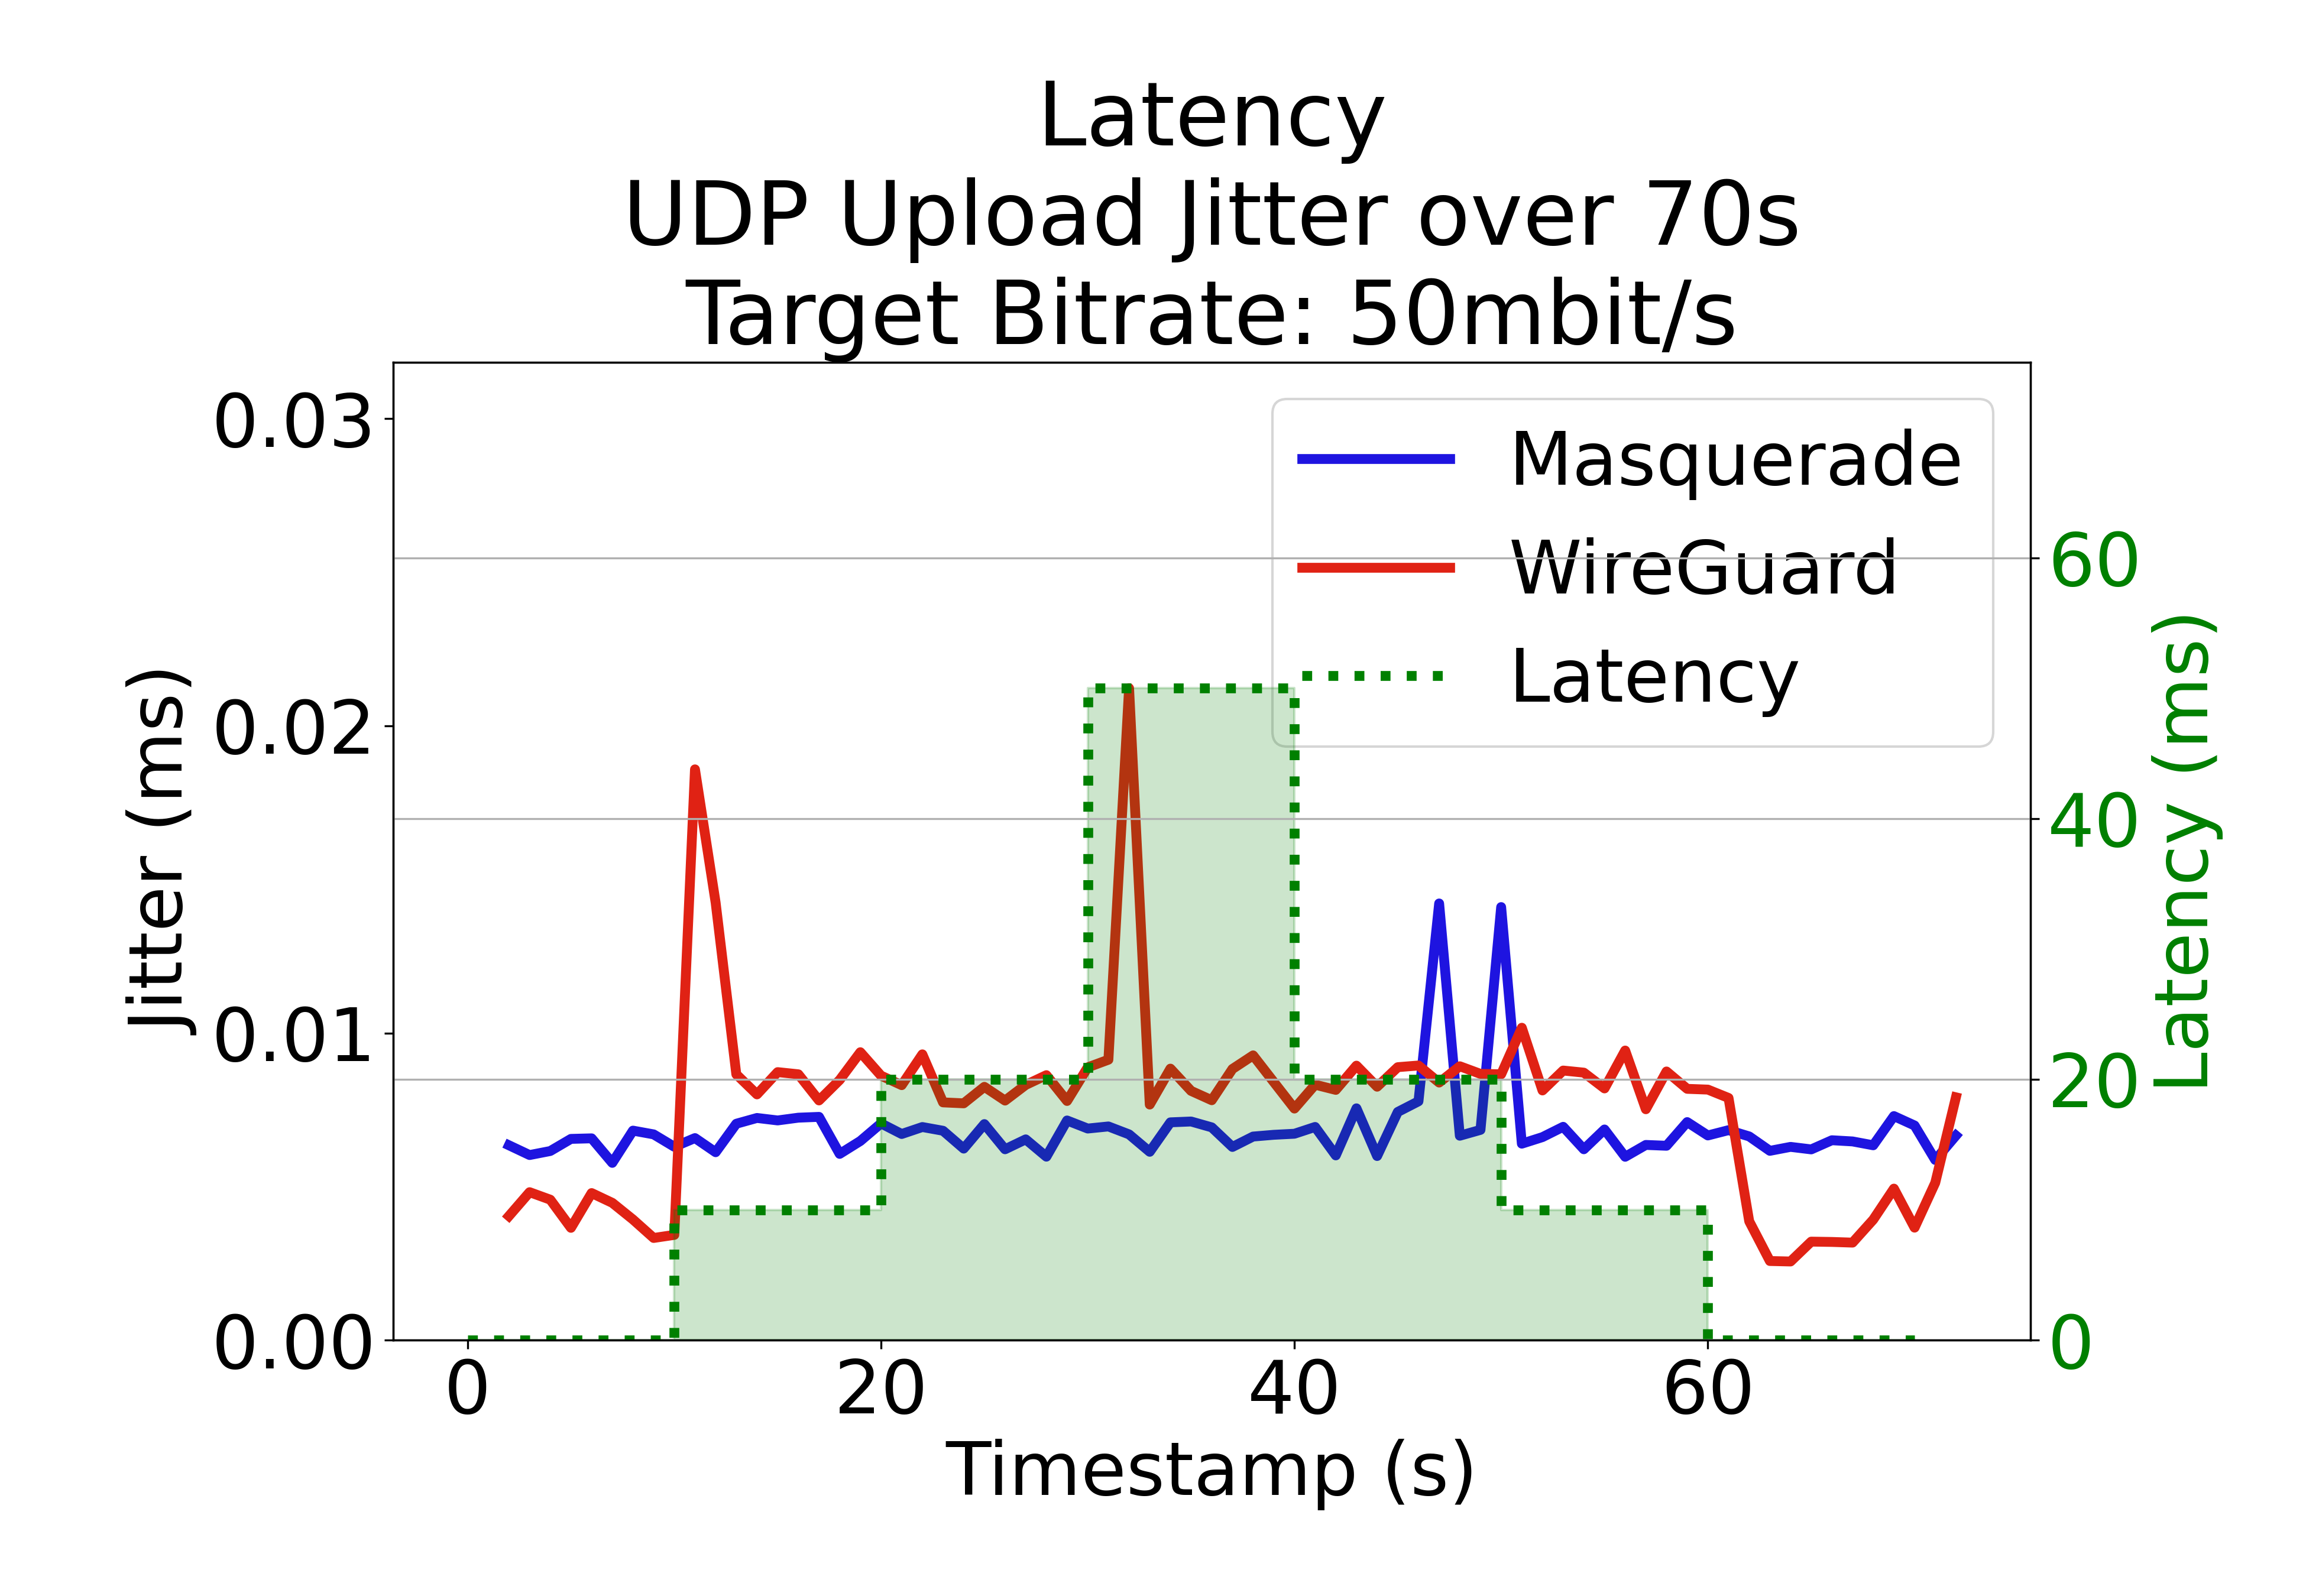 Latency
UDP Upload Jitter over 70s
Target Bitrate: 50mbit/s
0.03
0.02
0.01
0.00
Jitter (ms)
Masquerade
WireGuard
Latency
60
40
20
0
Latency (ms)
0
20
40
60
Timestamp (s)